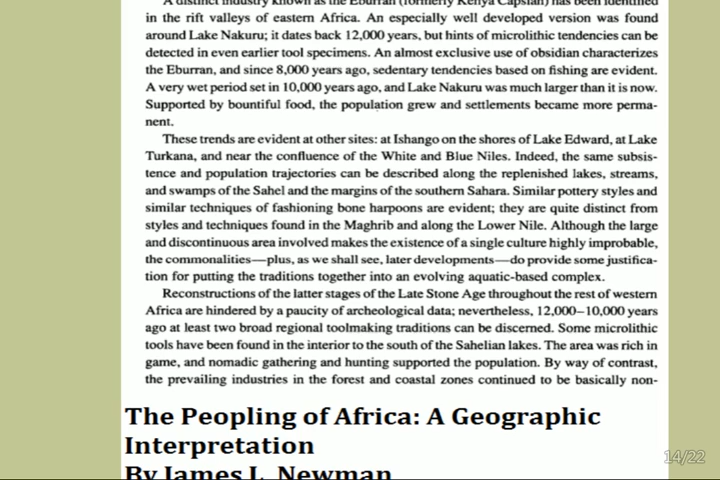 A distinct industry known as the Eburran (formerly Kenya Capsian) has been identified
in the rift valleys of eastern Africa. An especially well developed version was found
around Lake Nakuru; it dates back 12,000 years, but hints of microlithic tendencies can be
detected in even earlier tool specimens. An almost exclusive use of obsidian characterizes
the Eburran, and since 8,000 years ago, sedentary tendencies based on fishing are evident.
A very wet period set in 10,000 years ago, and Lake Nakuru was much larger than it is now.
Supported by bountiful food, the population grew and settlements became more perma-
nent.
These trends are evident at other sites: at Ishango on the shores of Lake Edward, at Lake
Turkana, and near the confluence of the White and Blue Niles. Indeed, the same subsis-
tence and population trajectories can be described along the replenished lakes, streams,
and swamps of the Sahel and the margins of the southern Sahara. Similar pottery styles and
similar techniques of fashioning bone harpoons are evident; they are quite distinct from
styles and techniques found in the Maghrib and along the Lower Nile. Although the large
and discontinuous area involved makes the existence of a single culture highly improbable,
the commonalities—plus, as we shall see, later developments—do provide some justifica-
tion for putting the traditions together into an evolving aquatic-based complex.
Reconstructions of the latter stages of the Late Stone Age throughout the rest of western
Africa are hindered by a paucity of archeological data; nevertheless, 12,000–10,000 years
ago at least two broad regional toolmaking traditions can be discerned. Some microlithic
tools have been found in the interior to the south of the Sahelian lakes. The area was rich in
game, and nomadic gathering and hunting supported the population. By way of contrast,
the prevailing industries in the forest and coastal zones continued to be basically non-
The Peopling of Africa: A Geographic
Interpretation
By James L. Newman
14/22